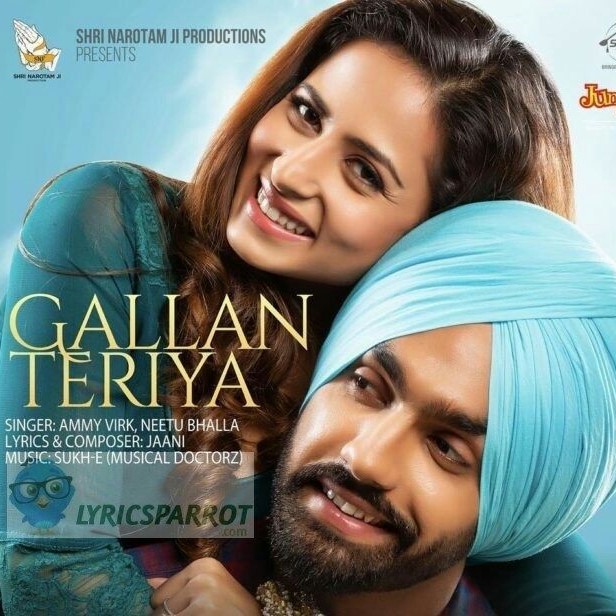 SHRI NAROTAM JI PRODUCTIONS
PRESENTS
SHRI NAROTAM JI
GALLAN
TERIYA
SINGER: AMMY VIRK, NEETU BHALLA
LYRICS & COMPOSER: JAANI
MUSIC: SUKH-E (MUSICAL DOCTORZ)
LYRICSPARROT
.com